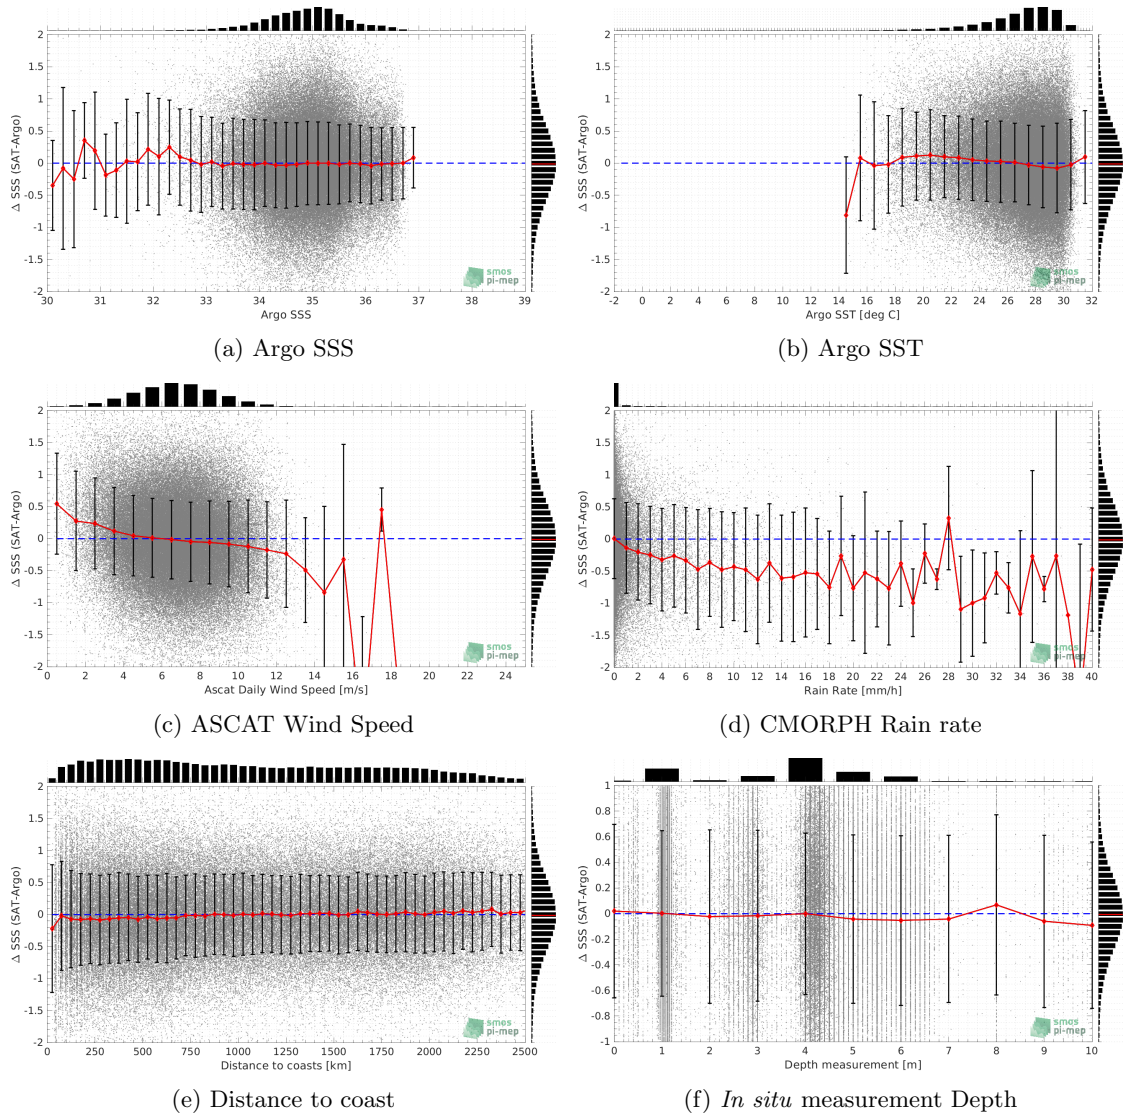 2
1.5
1
0.5
0
-0.5
-1
-1.5
-2
Δ SSS (SAT-Argo)
30 31 32 33 34 35 36 37 38 39
Argo SSS
smos
pi-mep
(a) Argo SSS
2
1.5
1
0.5
0
-0.5
-1
-1.5
-2
Δ SSS (SAT-Argo)
-2 0 2 4 6 8 10 12 14 16 18 20 22 24 26 28 30 32
Argo SST [deg C]
smos
pi-mep
(b) Argo SST
2
1.5
1
0.5
0
-0.5
-1
-1.5
-2
Δ SSS (SAT-Argo)
0 2 4 6 8 10 12 14 16 18 20 22 24
Ascat Daily Wind Speed [m/s]
smos
pi-mep
(c) ASCAT Wind Speed
2
1.5
1
0.5
0
-0.5
-1
-1.5
-2
Δ SSS (SAT-Argo)
0 2 4 6 8 10 12 14 16 18 20 22 24 26 28 30 32 34 36 38 40
Rain Rate [mm/h]
smos
pi-mep
(d) CMORPH Rain rate
2
1.5
1
0.5
0
-0.5
-1
-1.5
-2
Δ SSS (SAT-Argo)
0 250 500 750 1000 1250 1500 1750 2000 2250 2500
Distance to coasts [km]
smos
pi-mep
(e) Distance to coast
1
0.8
0.6
0.4
0.2
0
-0.2
-0.4
-0.6
-0.8
-1
Δ SSS (SAT-Argo)
0 1 2 3 4 5 6 7 8 9 10
Depth measurement [m]
smos
pi-mep
(f) In situ measurement Depth